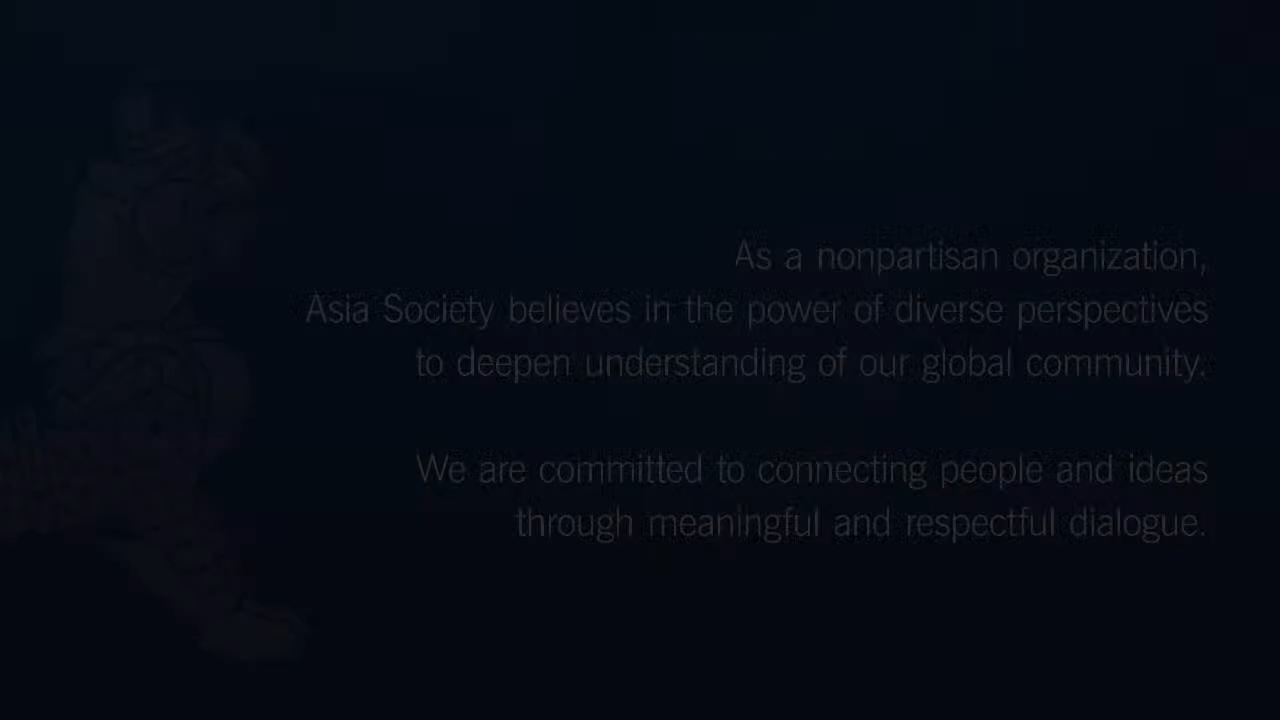 As a nonpartisan organization,
Asia Society believes in the power of diverse perspectives
to deepen understanding of our global community.
We are committed to connecting people and ideas
through meaningful and respectful dialogue.